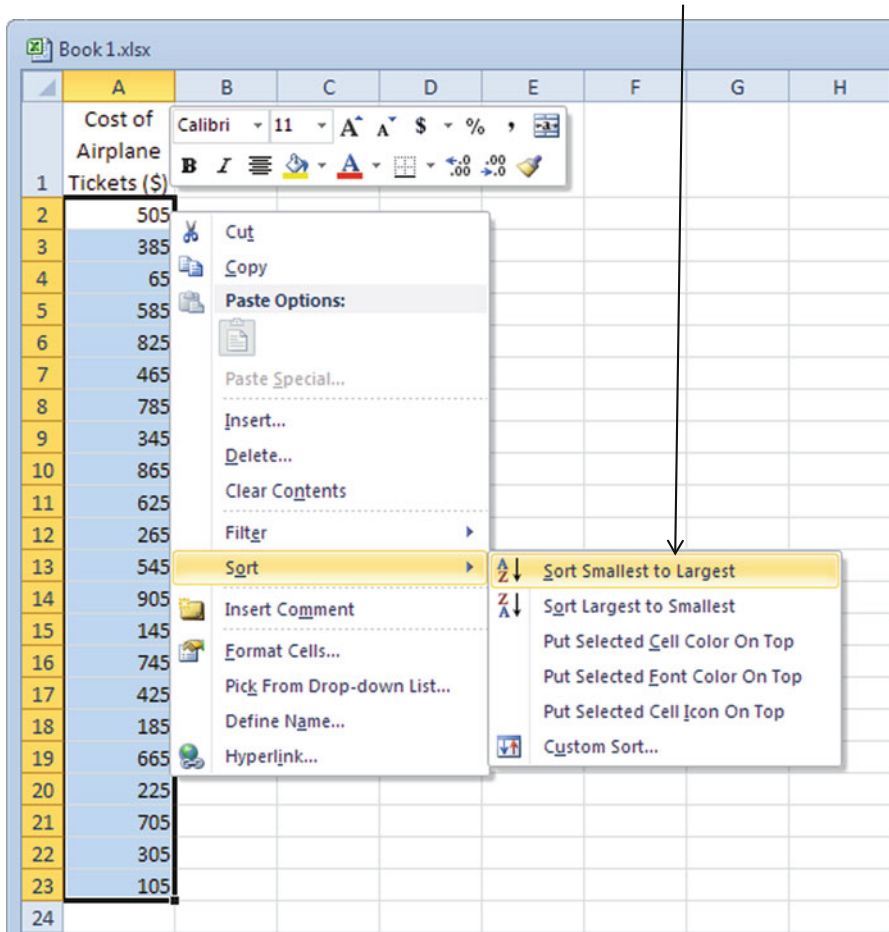 Book 1.xlsx
A B C D E F G H
1 Cost of
Airplane
Tickets ($)
Calibri 11 A A $ % , a
B I A .0 .00 .00 .0
2 505
3 385
4 65
5 585
6 825
7 465
8 785
9 345
10 865
11 625
12 265
13 545
14 905
15 145
16 745
17 425
18 185
19 665
20 225
21 705
22 305
23 105
24
Cut
Copy
Paste Options:
Paste Special...
Insert...
Delete...
Clear Contents
Filter
Sort
Insert Comment
Format Cells...
Pick From Drop-down List...
Define Name...
Hyperlink...
A Z Sort Smallest to Largest
Z A Sort Largest to Smallest
Put Selected Cell Color On Top
Put Selected Font Color On Top
Put Selected Cell Icon On Top
Custom Sort...